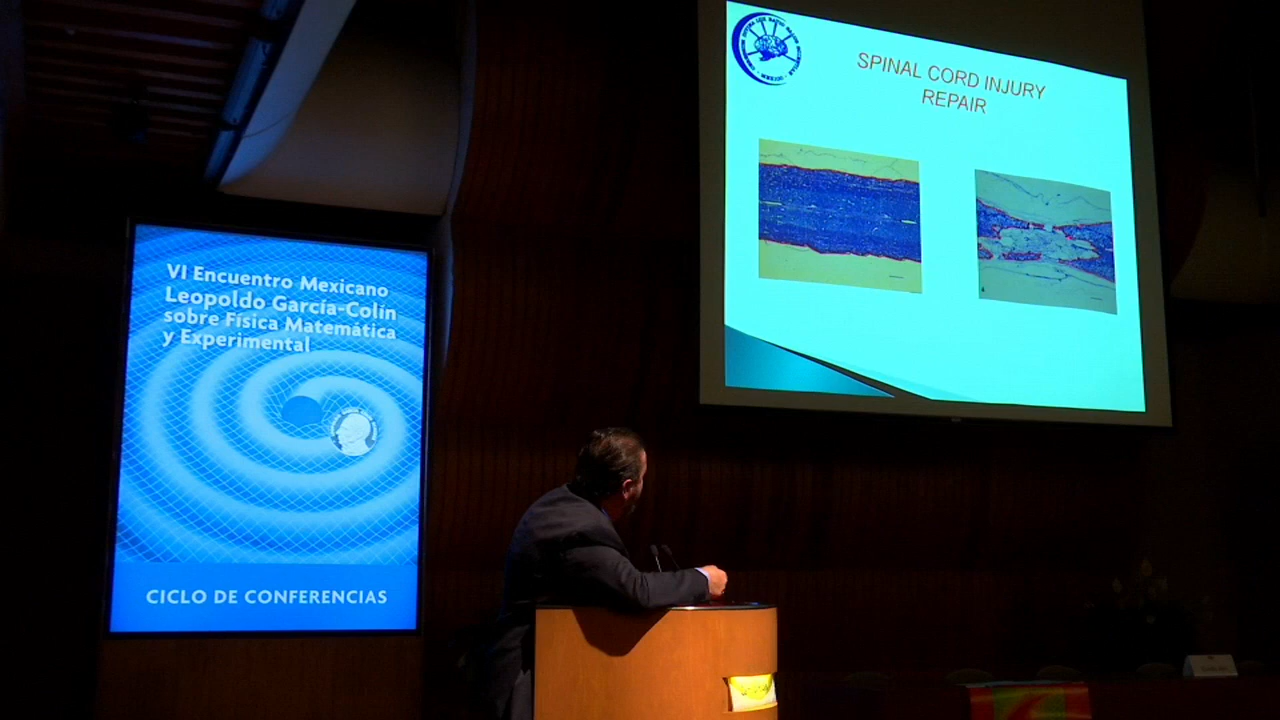 VI Encuentro Mexicano
Leopoldo García-Colín
sobre Física Matemática
y Experimental
CICLO DE CONFERENCIAS
SPINAL CORD INJURY
REPAIR